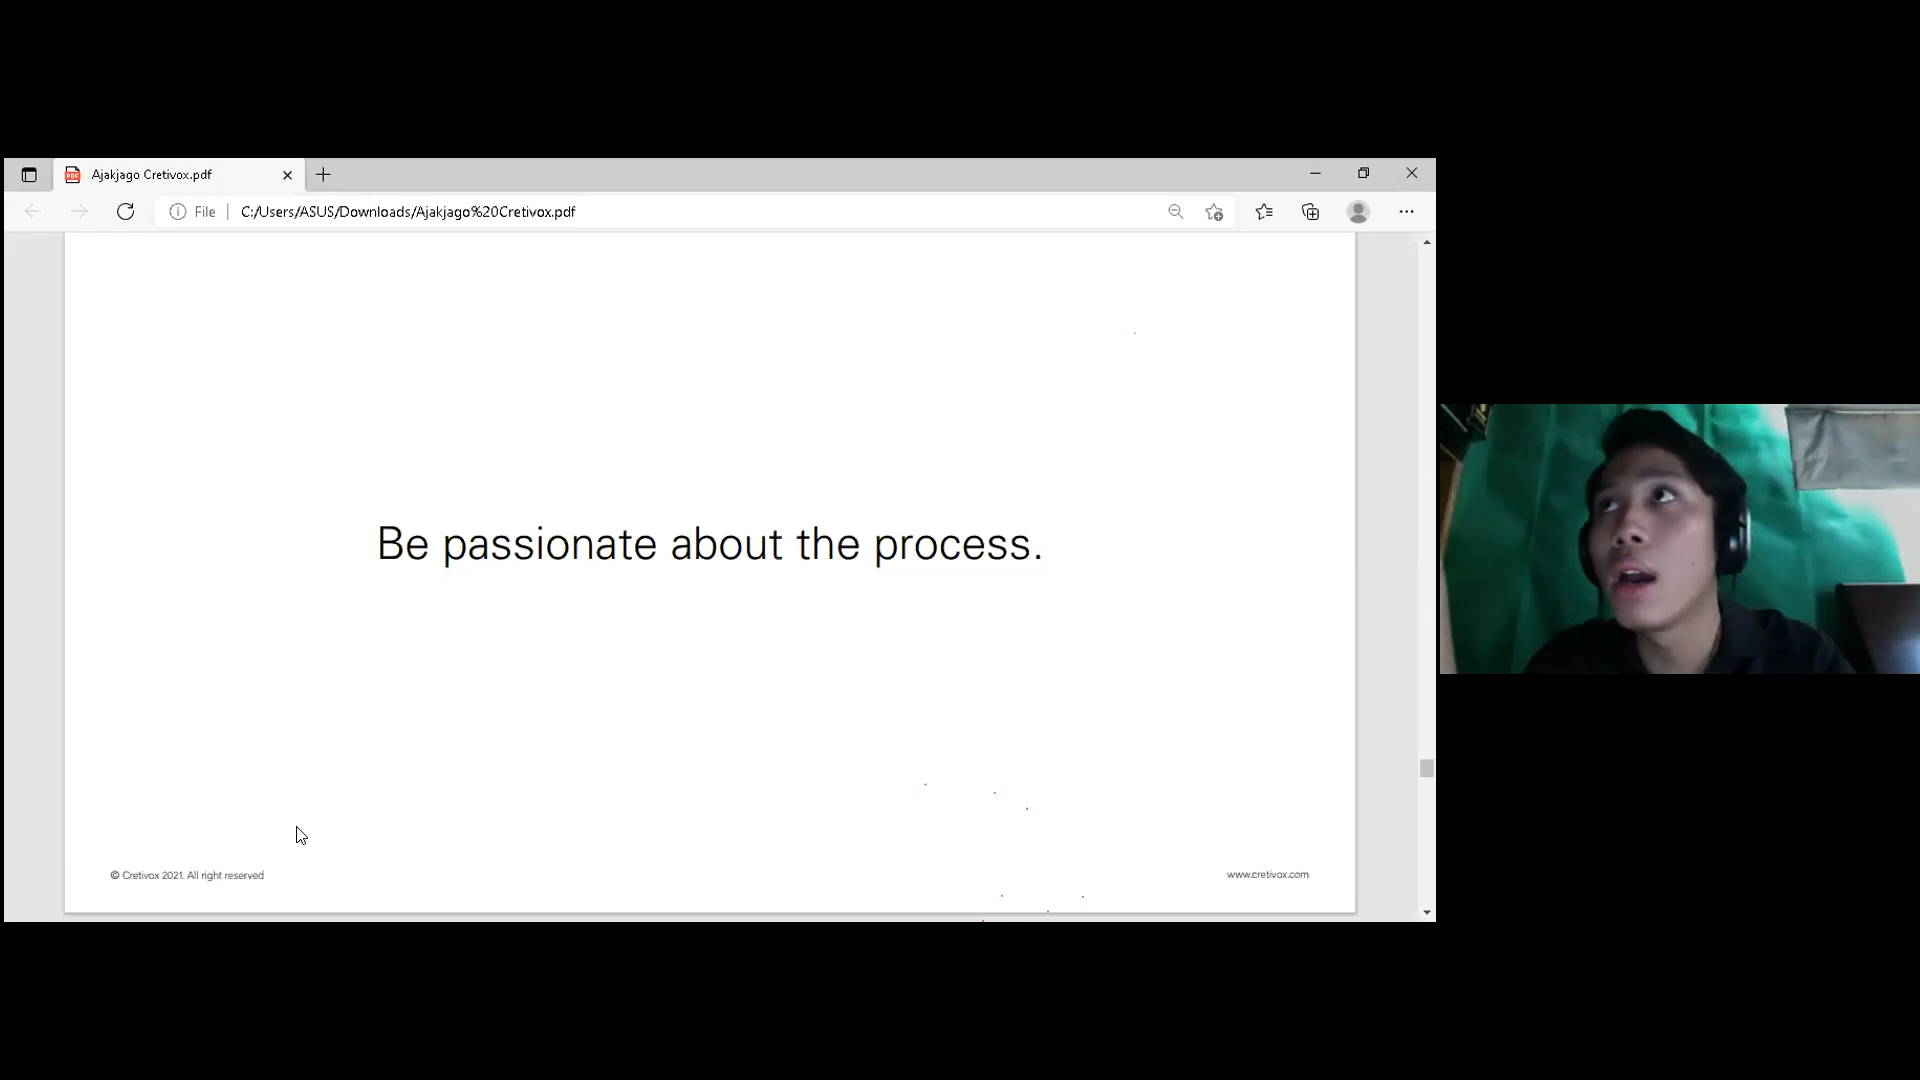 Ajakjago Cretivox.pdf
File
C:/Users/ASUS/Downloads/Ajakjago%20Cretivox.pdf
Be passionate about the process.
© Cretivox 2021. All right reserved
www.cretivox.com